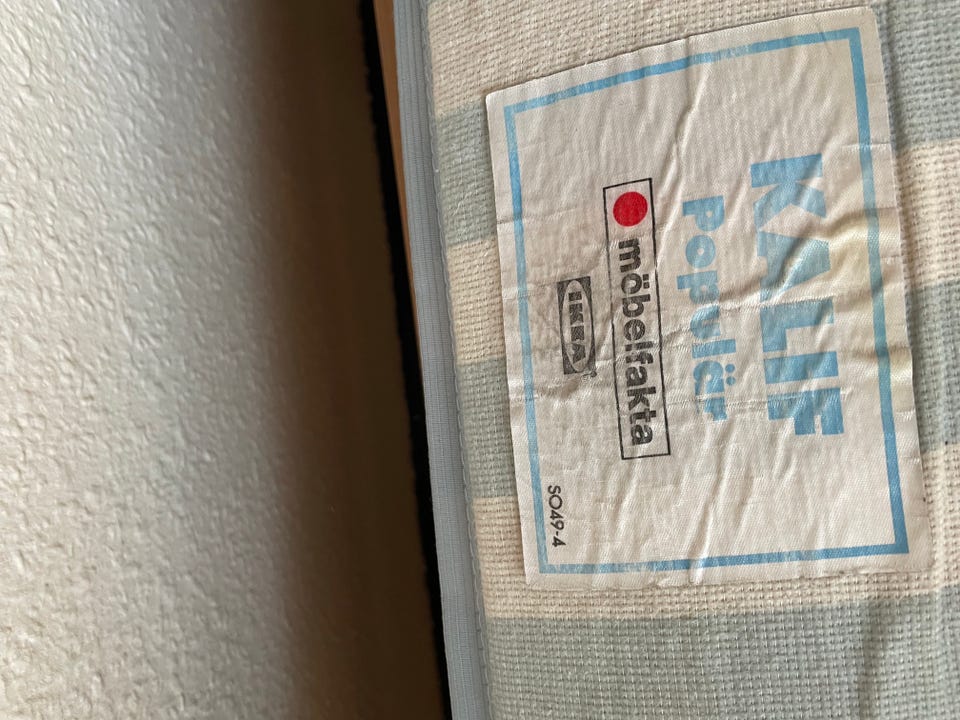 KALIF
Populär
möbelfakta
IKEA
SO49-4